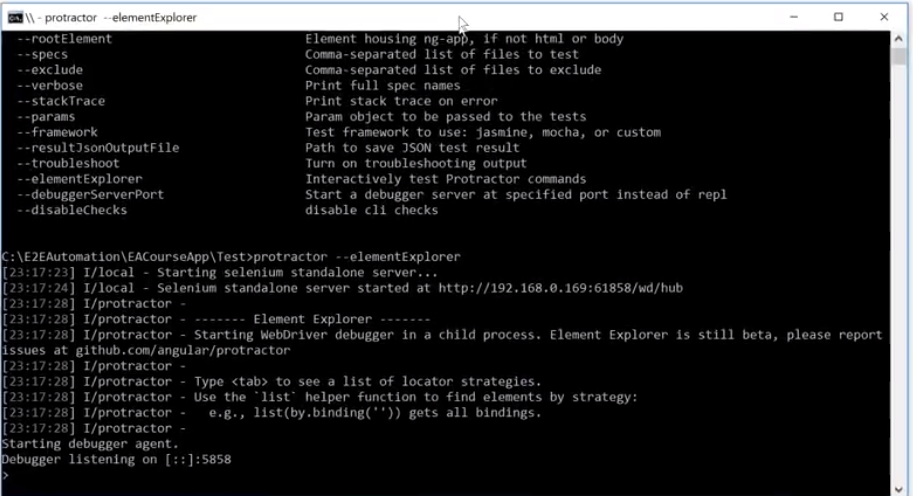 \\ - protractor --elementExplorer
--rootElement Element housing ng-app, if not html or body
--specs Comma-separated list of files to test
--exclude Comma-separated list of files to exclude
--verbose Print full spec names
--stackTrace Print stack trace on error
--params Param object to be passed to the tests
--framework Test framework to use: jasmine, mocha, or custom
--resultJsonOutputFile Path to save JSON test result
--troubleshoot Turn on troubleshooting output
--elementExplorer Interactively test Protractor commands
--debuggerServerPort Start a debugger server at specified port instead of repl
--disableChecks disable cli checks
C:\E2EAutomation\EACourseApp\Test>protractor --elementExplorer
[23:17:23] I/local - Starting selenium standalone server...
[23:17:24] I/local - Selenium standalone server started at http://192.168.0.169:61858/wd/hub
[23:17:28] I/protractor -
[23:17:28] I/protractor - ------- Element Explorer -------
[23:17:28] I/protractor - Starting WebDriver debugger in a child process. Element Explorer is still beta, please report
issues at github.com/angular/protractor
[23:17:28] I/protractor -
[23:17:28] I/protractor - Type <tab> to see a list of locator strategies.
[23:17:28] I/protractor - Use the `list` helper function to find elements by strategy:
[23:17:28] I/protractor -   e.g., list(by.binding('')) gets all bindings.
[23:17:28] I/protractor -
Starting debugger agent.
Debugger listening on [::]:5858
>